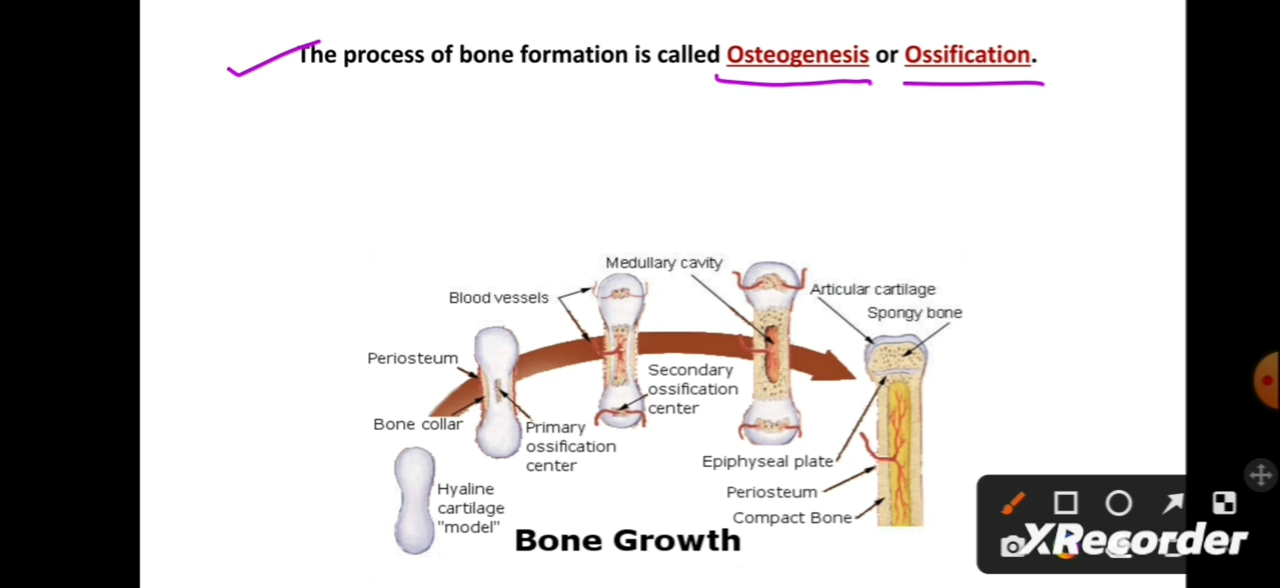 The process of bone formation is called Osteogenesis or Ossification.
Medullary cavity
Blood vessels
Articular cartilage
Spongy bone
Periosteum
Secondary
ossification
center
Bone collar
Primary
ossification
center
Epiphyseal plate
Hyaline
cartilage
"model"
Periosteum
Compact Bone
Bone Growth
XRecorder